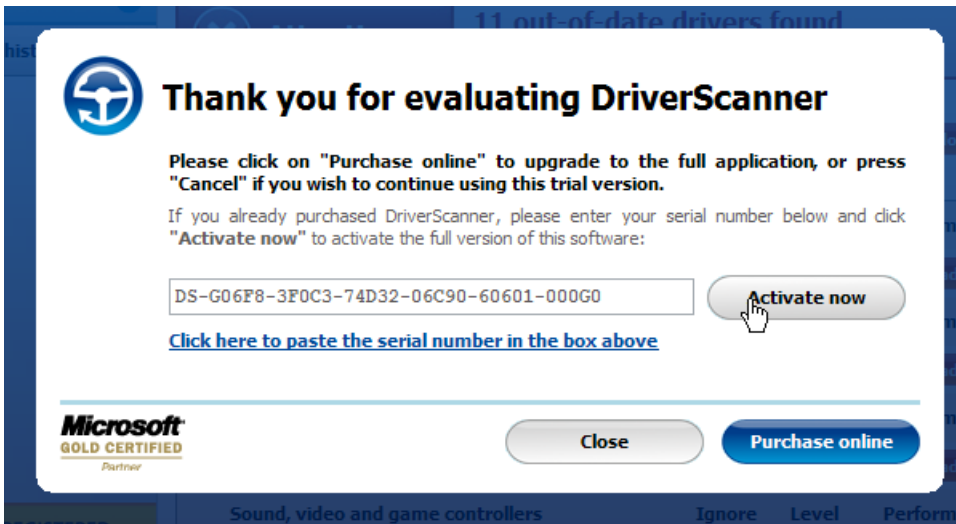 11 out-of-date drivers found
hist
Thank you for evaluating DriverScanner
Please click on "Purchase online" to upgrade to the full application, or press
"Cancel" if you wish to continue using this trial version.
If you already purchased DriverScanner, please enter your serial number below and click
"Activate now" to activate the full version of this software:
DS-G06F8-3F0C3-74D32-06C90-60601-000G0
Activate now
Click here to paste the serial number in the box above
Microsoft
GOLD CERTIFIED
Partner
Close
Purchase online
Sound, video and game controllers Ignore Level Perform